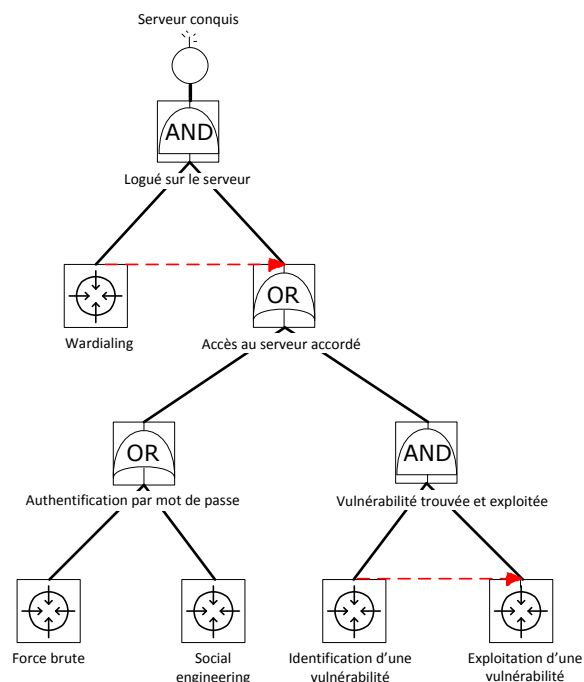 Serveur conquis
AND
Logué sur le serveur
OR
Wardialing
Accès au serveur accordé
OR
AND
Authentification par mot de passe
Vulnérabilité trouvée et exploitée
Force brute
Social
engineering
Identification d’une
vulnérabilité
Exploitation d’une
vulnérabilité